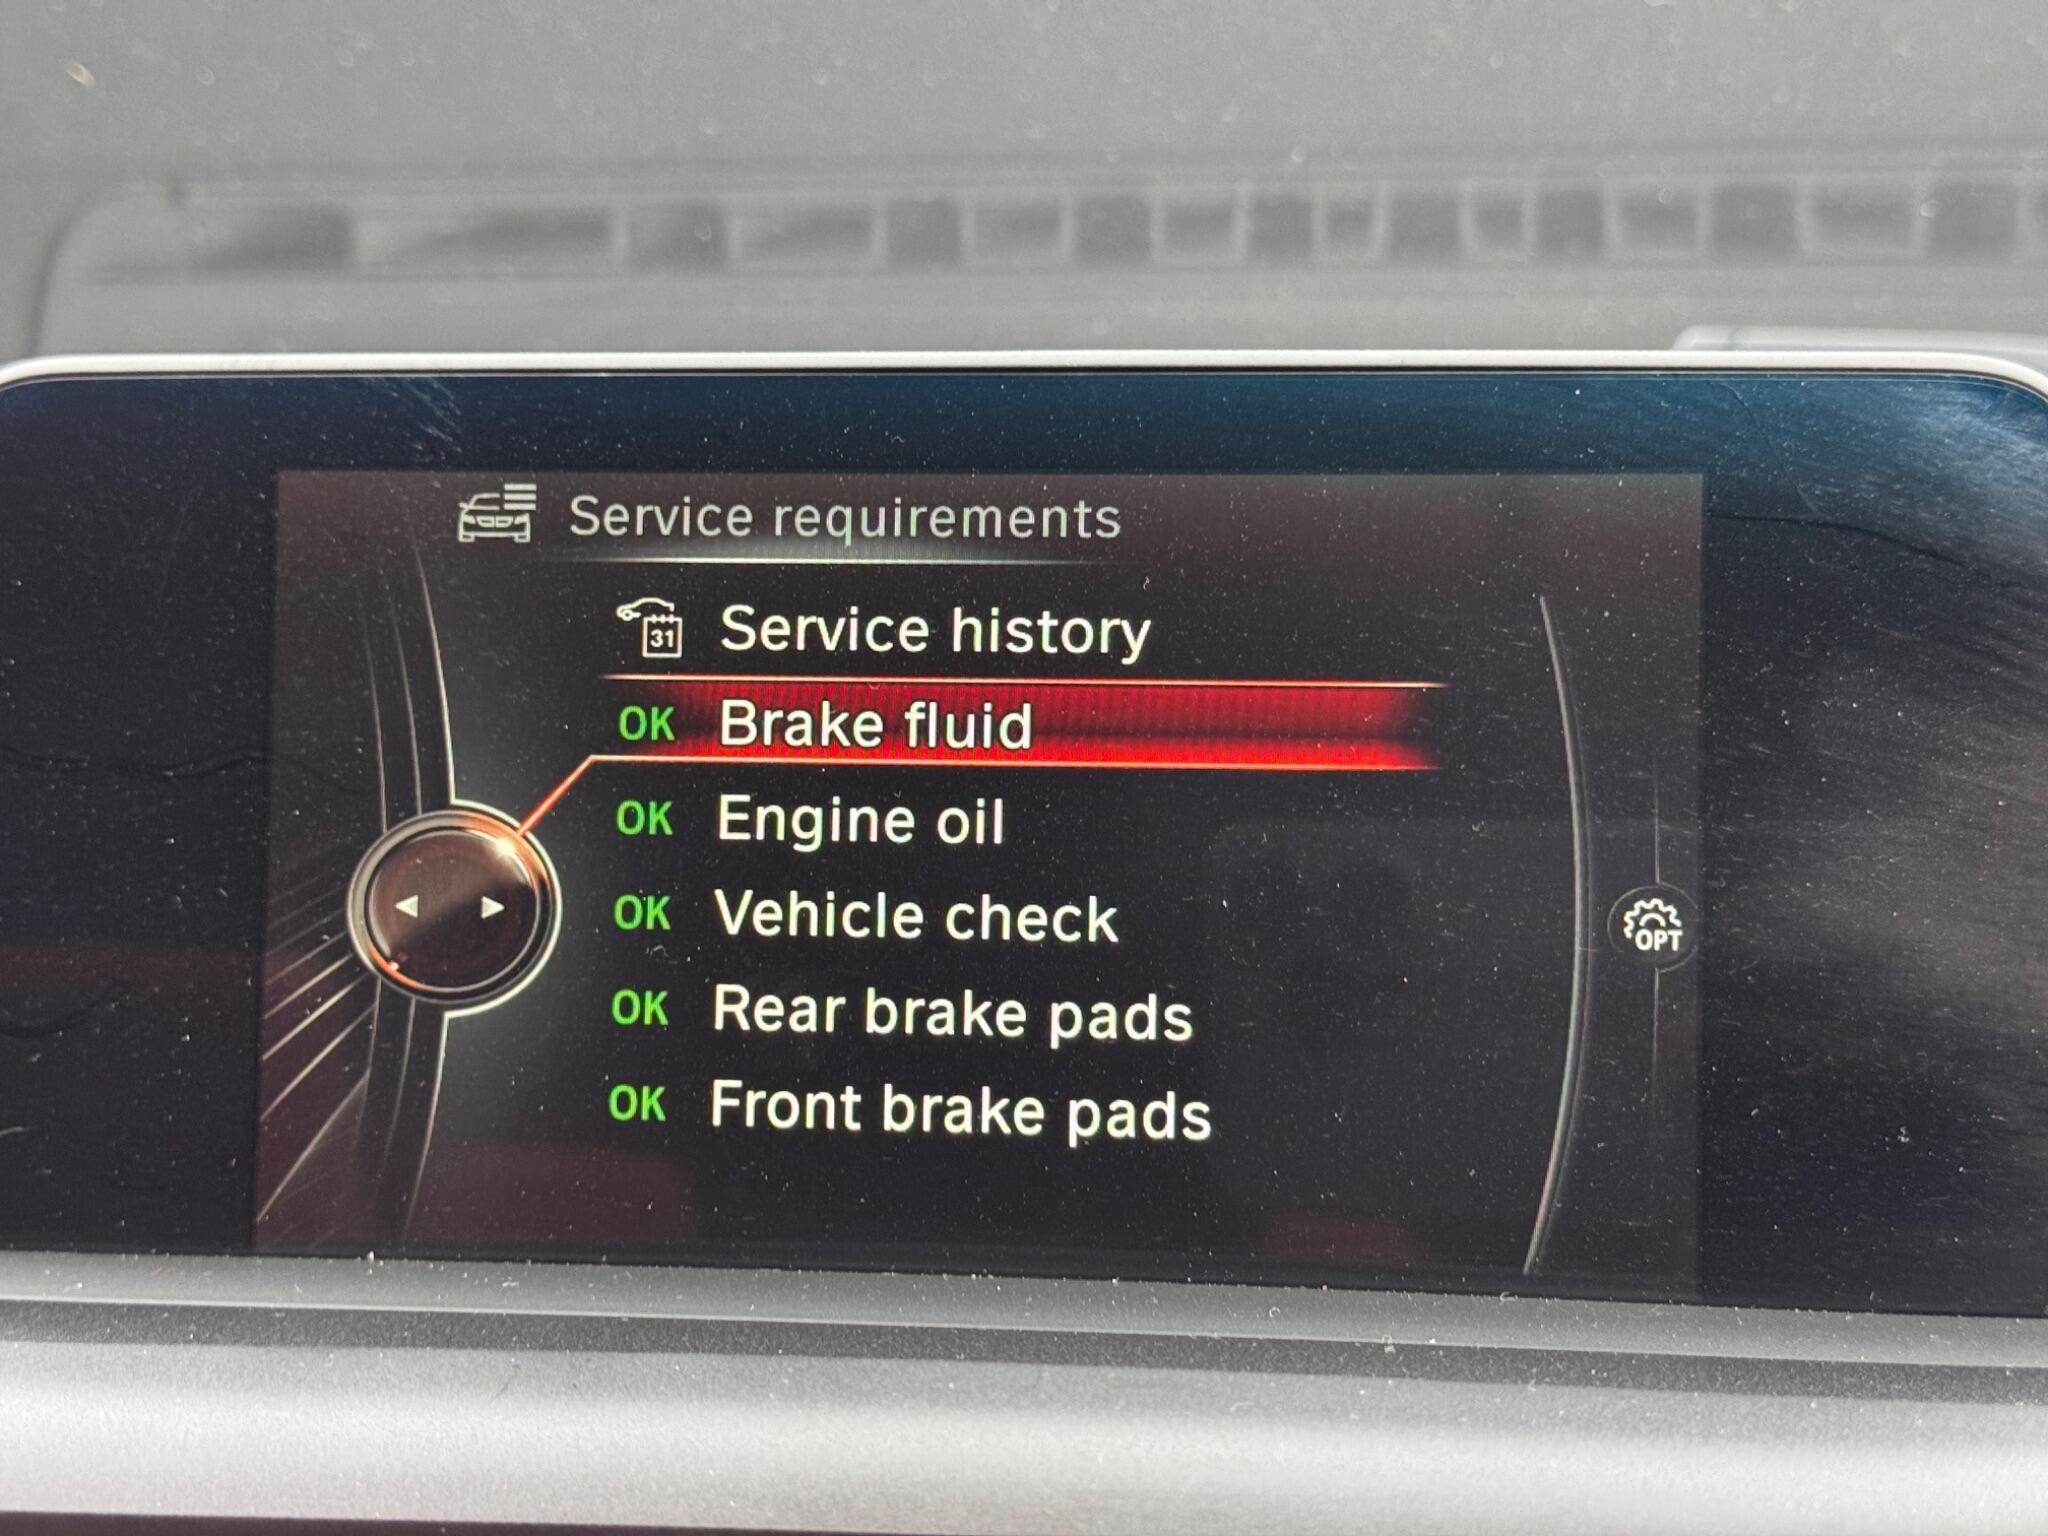 Service requirements
31 Service history
OK Brake fluid
OK Engine oil
OK Vehicle check
OK Rear brake pads
OK Front brake pads
OPT